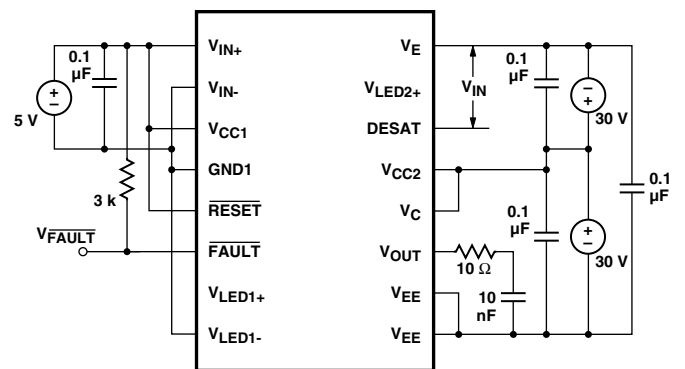 0.1
µF
5 V
3 k
VFAULT
VIN+
VIN-
VCC1
GND1
RESET
FAULT
VLED1+
VLED1-
VE
VLED2+
DESAT
VCC2
VC
VOUT
VEE
VEE
VIN
0.1
µF
30 V
0.1
µF
0.1
µF
30 V
10 Ω
10
nF